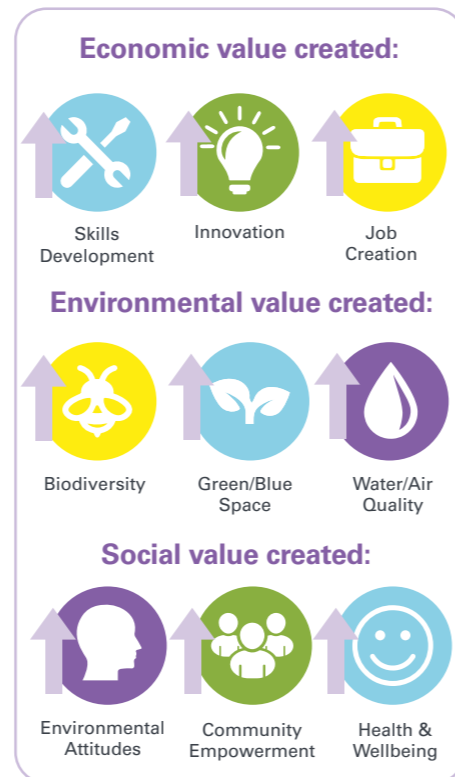 Economic value created:
Skills
Development
Innovation
Job
Creation
Environmental value created:
Biodiversity
Green/Blue
Space
Water/Air
Quality
Social value created:
Environmental
Attitudes
Community
Empowerment
Health &
Wellbeing